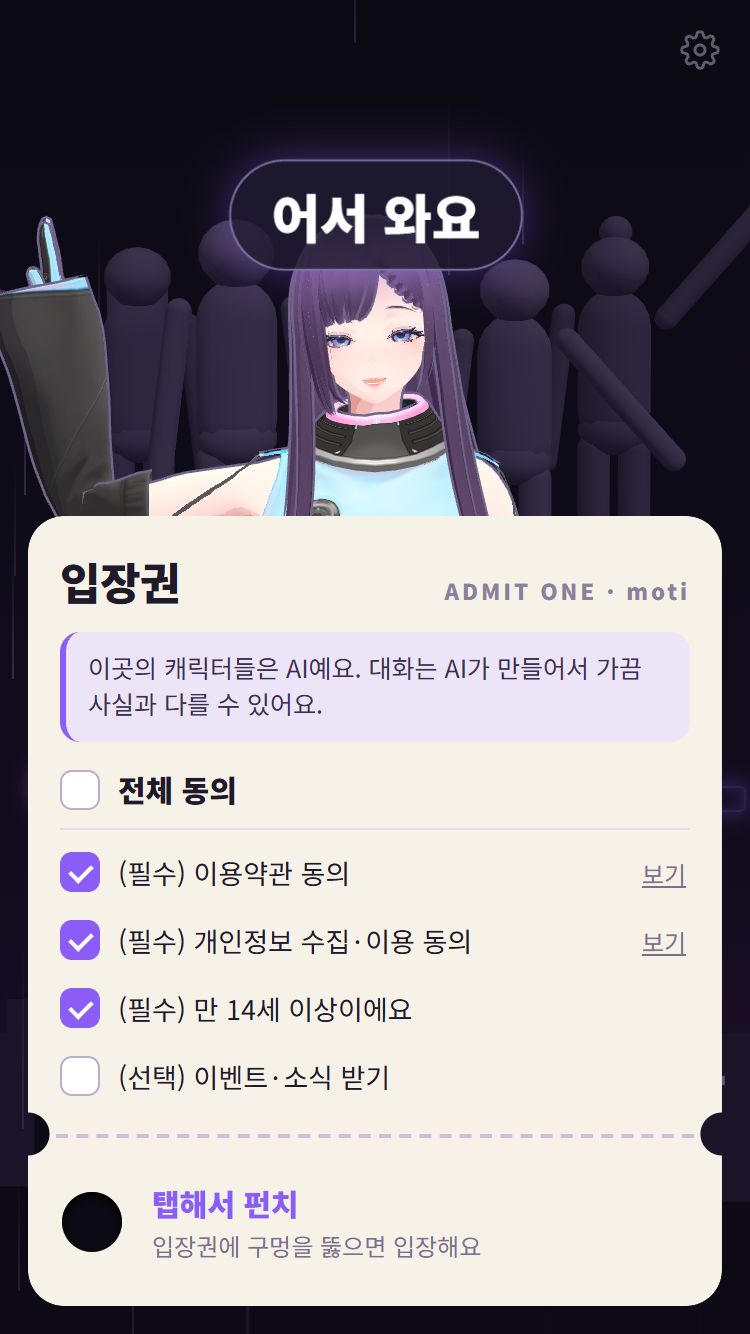 어서 와요
입장권
ADMIT ONE · moti
이곳의 캐릭터들은 AI예요. 대화는 AI가 만들어서 가끔
사실과 다를 수 있어요.
전체 동의
(필수) 이용약관 동의
보기
(필수) 개인정보 수집·이용 동의
보기
(필수) 만 14세 이상이에요
(선택) 이벤트·소식 받기
탭해서 펀치
입장권에 구멍을 뚫으면 입장해요